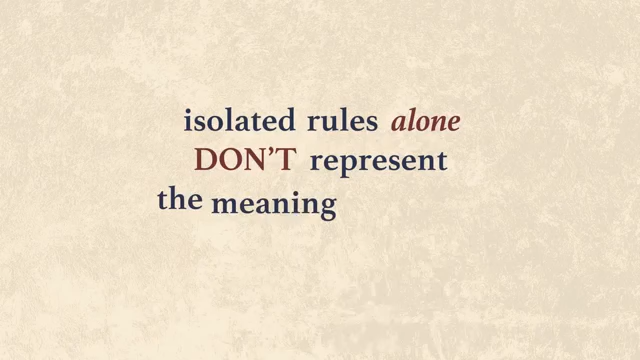 isolated rules alone
DON’T represent
the meaning